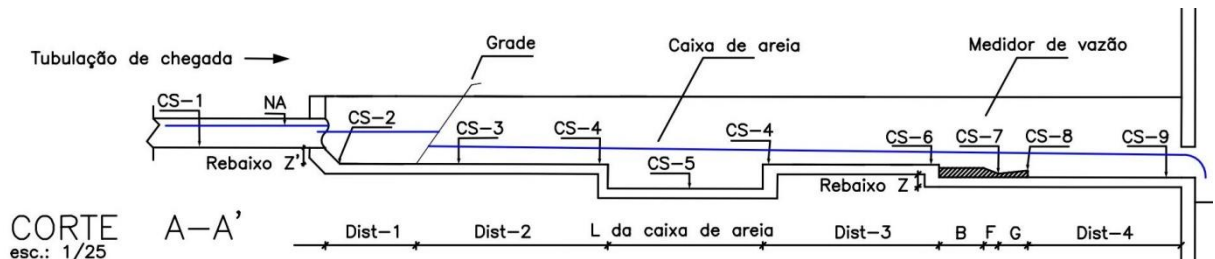 Grade
Caixa de areia
Medidor de vazão
Tubulação de chegada
CS-1
NA
CS-2
CS-3
CS-4
CS-4
CS-6
CS-7
CS-8
CS-9
CS-5
Rebaixo Z'
Rebaixo Z
CORTE A-A'
esc.: 1/25
Dist-1
Dist-2
L da caixa de areia
Dist-3
B
F
G
Dist-4